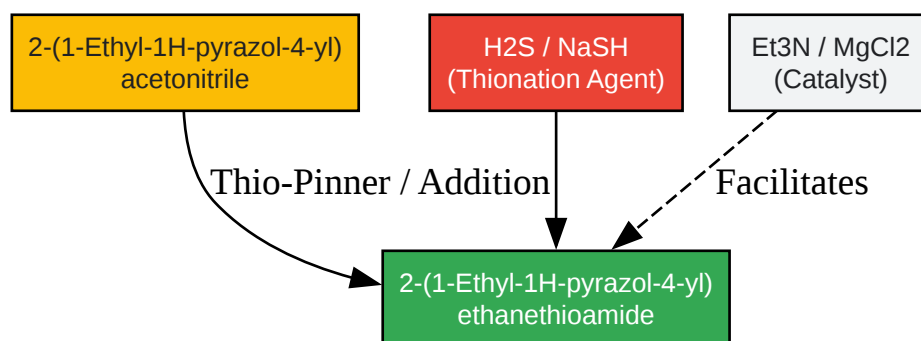 2-(1-Ethyl-1H-pyrazol-4-yl)
acetonitrile
H2S / NaSH
(Thionation Agent)
Et3N / MgCl2
(Catalyst)
Thio-Pinner / Addition
Facilitates
2-(1-Ethyl-1H-pyrazol-4-yl)
ethanethioamide